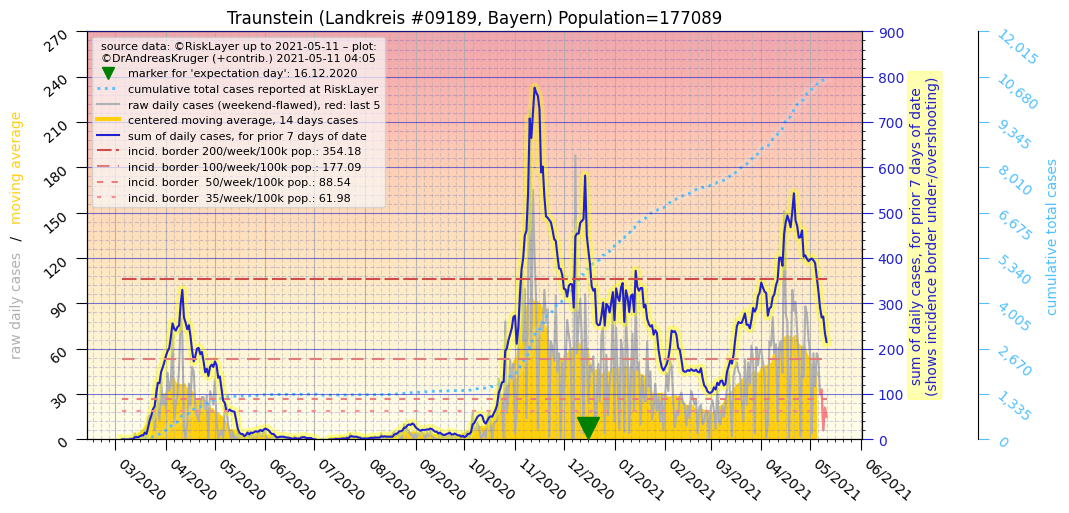 Traunstein (Landkreis #09189, Bayern) Population=177089
source data: ©RiskLayer up to 2021-05-11 – plot:
©DrAndreasKruger (+contrib.) 2021-05-11 04:05
marker for 'expectation day': 16.12.2020
cumulative total cases reported at RiskLayer
raw daily cases (weekend-flawed), red: last 5
centered moving average, 14 days cases
sum of daily cases, for prior 7 days of date
incid. border 200/week/100k pop.: 354.18
incid. border 100/week/100k pop.: 177.09
incid. border  50/week/100k pop.: 88.54
incid. border  35/week/100k pop.: 61.98
raw daily cases / moving average
270
240
210
180
150
120
90
60
30
0
03/2020
04/2020
05/2020
06/2020
07/2020
08/2020
09/2020
10/2020
11/2020
12/2020
01/2021
02/2021
03/2021
04/2021
05/2021
06/2021
900
800
700
600
500
400
300
200
100
0
sum of daily cases, for prior 7 days of date
(shows incidence border under-/overshooting)
12,015
10,680
9,345
8,010
6,675
5,340
4,005
2,670
1,335
0
cumulative total cases